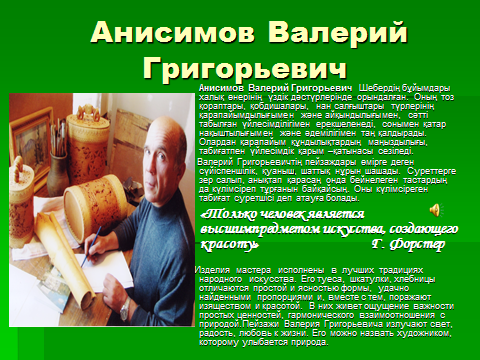 Анисимов Валерий
Григорьевич
Анисимов Валерий Григорьевич Шебердің бұйымдары
халық өнерінің үздік дәстүрлерінде орындалған. Оның тоз
қораптары, қобдишалары, нан салғыштары түрлерінің
қарапайымдылығымен және айқындылығымен, сәтті
табылған үйлесімділігімен ерекшеленеді, сонымен қатар
нақыштылығымен және әдемілігімен таң қалдырады.
Олардан қарапайым құндылықтардың маңыздылығы,
табиғатпен үйлесімдік қарым –қатынасы сезіледі.
Валерий Григорьевичтің пейзаждары өмірге деген
сүйіспеншілік, қуаныш, шаттық нұрын шашады. Суреттерге
зер салып, анықтап қарасаң онда бейнелеген тастардың
да күлімсіреп тұрғанын байқайсың. Оны күлімсіреген
табиғат суретшісі деп атауға болады.
«Только человек является
высшимпредметом искусства, создающего
красоту» Г. Форстер
Изделия мастера исполнены в лучших традициях
народного искусства. Его туеса, шкатулки, хлебницы
отличаются простой и ясностью формы, удачно
найденными пропорциями и, вместе с тем, поражают
изяществом и красотой. В них живет ощущение важности
простых ценностей, гармонического взаимоотношения с
природой.Пейзажи Валерия Григорьевича излучают свет,
радость, любовь к жизни. Его можно назвать художником,
которому улыбается природа.